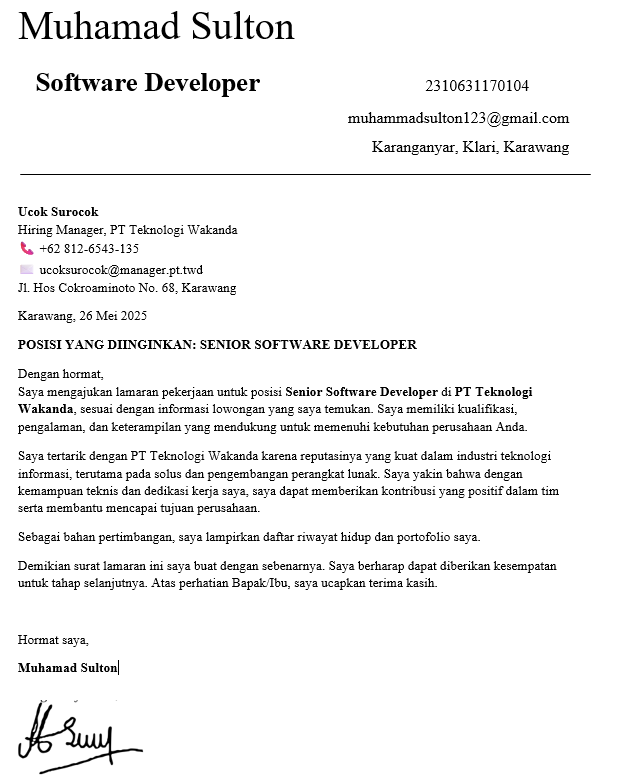 Muhamad Sulton
Software Developer
2310631170104
muhammadsulton123@gmail.com
Karanganyar, Klari, Karawang
Ucok Surocok
Hiring Manager, PT Teknologi Wakanda
+62 812-6543-135
ucoksurocok@manager.pt.twd
Jl. Hos Cokroaminoto No. 68, Karawang
Karawang, 26 Mei 2025
POSISI YANG DIINGINKAN: SENIOR SOFTWARE DEVELOPER
Dengan hormat,
Saya mengajukan lamaran pekerjaan untuk posisi Senior Software Developer di PT Teknologi
Wakanda, sesuai dengan informasi lowongan yang saya temukan. Saya memiliki kualifikasi,
pengalaman, dan keterampilan yang mendukung untuk memenuhi kebutuhan perusahaan Anda.
Saya tertarik dengan PT Teknologi Wakanda karena reputasinya yang kuat dalam industri teknologi
informasi, terutama pada solus dan pengembangan perangkat lunak. Saya yakin bahwa dengan
kemampuan teknis dan dedikasi kerja saya, saya dapat memberikan kontribusi yang positif dalam tim
serta membantu mencapai tujuan perusahaan.
Sebagai bahan pertimbangan, saya lampirkan daftar riwayat hidup dan portofolio saya.
Demikian surat lamaran ini saya buat dengan sebenarnya. Saya berharap dapat diberikan kesempatan
untuk tahap selanjutnya. Atas perhatian Bapak/Ibu, saya ucapkan terima kasih.
Hormat saya,
Muhamad Sulton